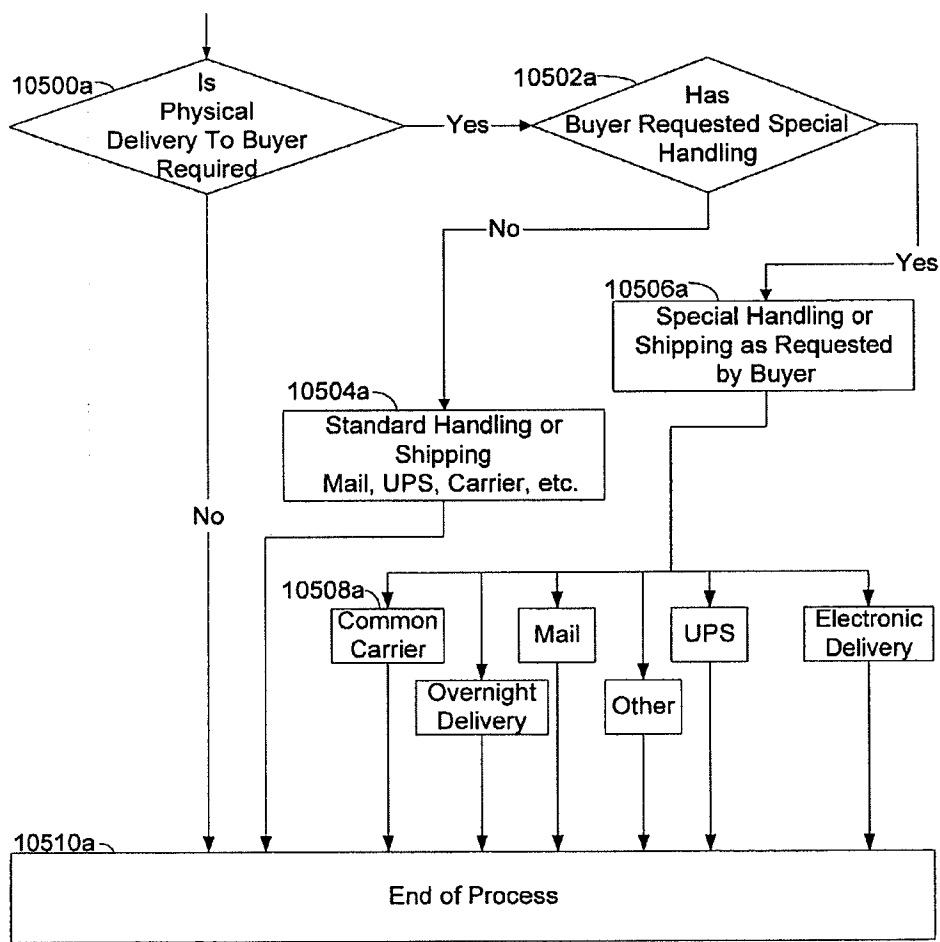 10500a
Is
Physical
Delivery To Buyer
Required
Yes
10502a
Has
Buyer Requested Special
Handling
No
Yes
10506a
Special Handling or
Shipping as Requested
by Buyer
10504a
Standard Handling or
Shipping
Mail, UPS, Carrier, etc.
No
10508a
Common
Carrier
Overnight
Delivery
Mail
Other
UPS
Electronic
Delivery
10510a
End of Process